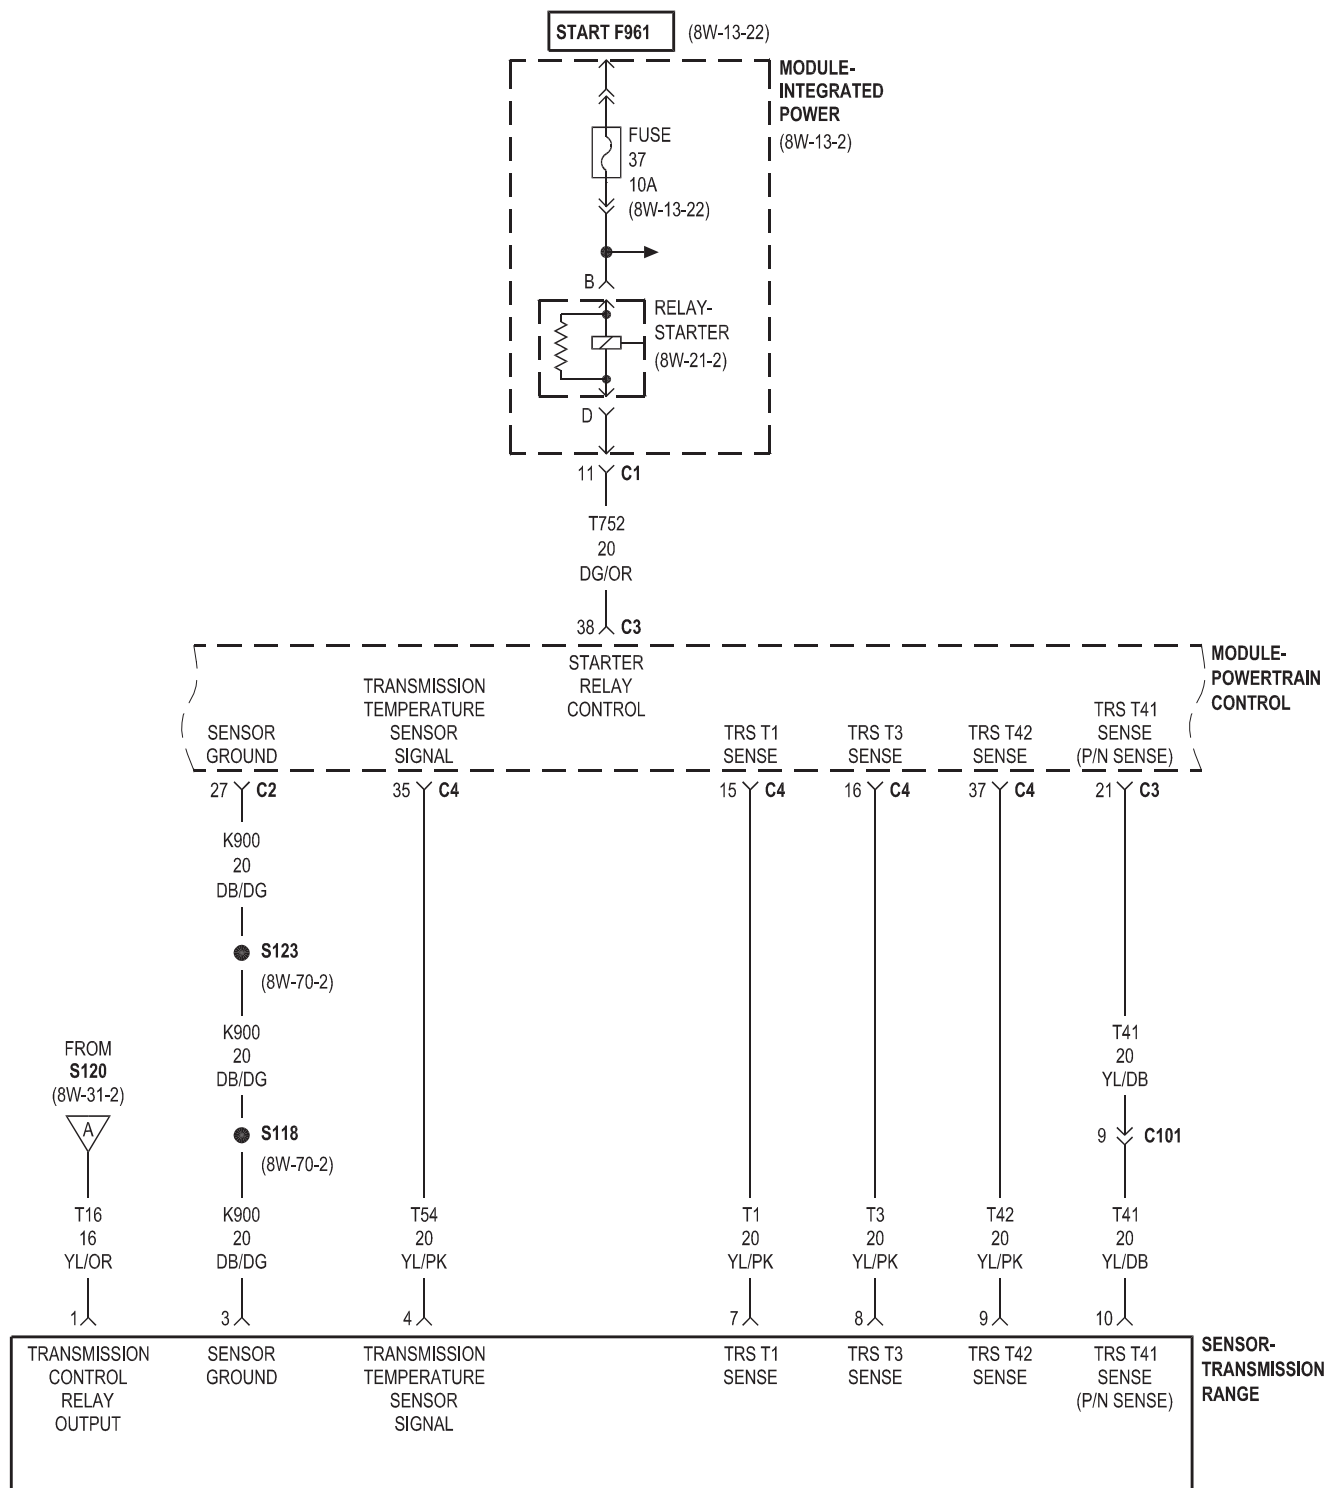 START F961 (8W-13-22)
MODULE-
INTEGRATED
POWER
(8W-13-2)
FUSE
37
10A
(8W-13-22)
B
RELAY-
STARTER
(8W-21-2)
D
11 C1
T752
20
DG/OR
38 C3
MODULE-
POWERTRAIN
CONTROL
STARTER
RELAY
CONTROL
SENSOR
GROUND
TRANSMISSION
TEMPERATURE
SENSOR
SIGNAL
TRS T1
SENSE
TRS T3
SENSE
TRS T42
SENSE
TRS T41
SENSE
(P/N SENSE)
27 C2
35 C4
15 C4
16 C4
37 C4
21 C3
K900
20
DB/DG
S123
(8W-70-2)
K900
20
DB/DG
S118
(8W-70-2)
FROM
S120
(8W-31-2)
A
T41
20
YL/DB
9 C101
T16
16
YL/OR
K900
20
DB/DG
T54
20
YL/PK
T1
20
YL/PK
T3
20
YL/PK
T42
20
YL/PK
T41
20
YL/DB
1
3
4
7
8
9
10
TRANSMISSION
CONTROL
RELAY
OUTPUT
SENSOR
GROUND
TRANSMISSION
TEMPERATURE
SENSOR
SIGNAL
TRS T1
SENSE
TRS T3
SENSE
TRS T42
SENSE
TRS T41
SENSE
(P/N SENSE)
SENSOR-
TRANSMISSION
RANGE